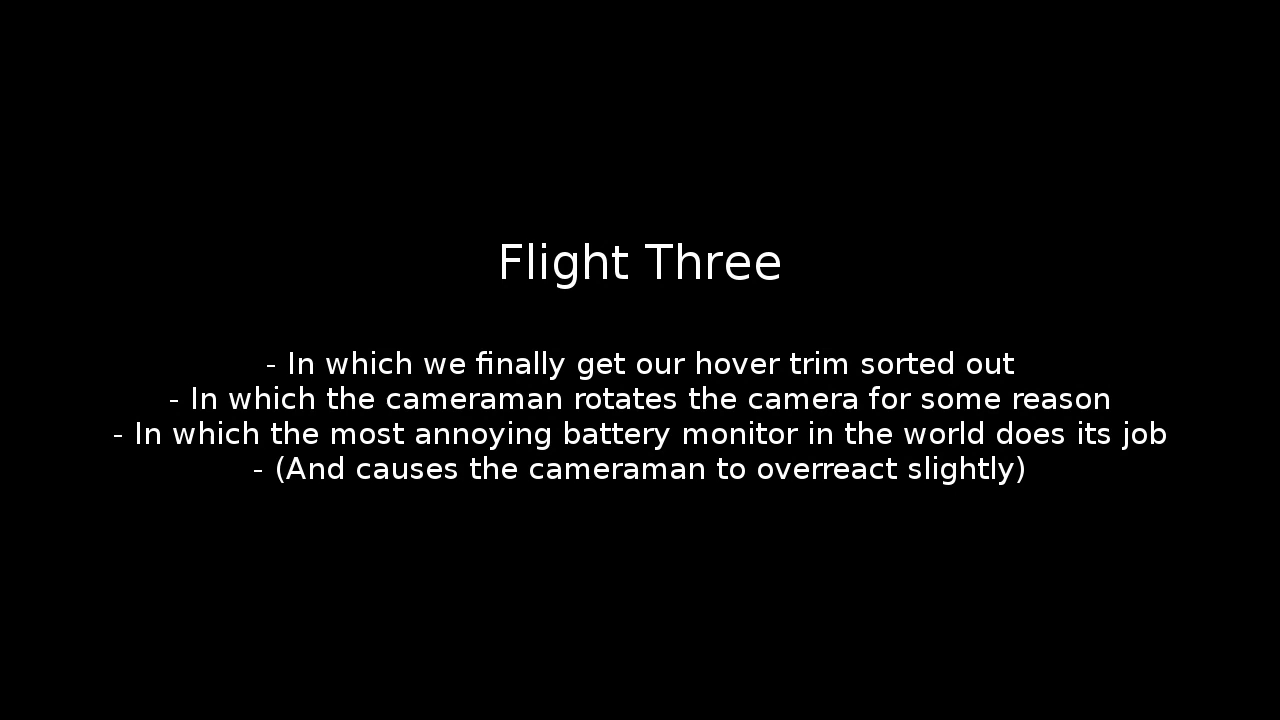 Flight Three
- In which we finally get our hover trim sorted out
- In which the cameraman rotates the camera for some reason
- In which the most annoying battery monitor in the world does its job
- (And causes the cameraman to overreact slightly)